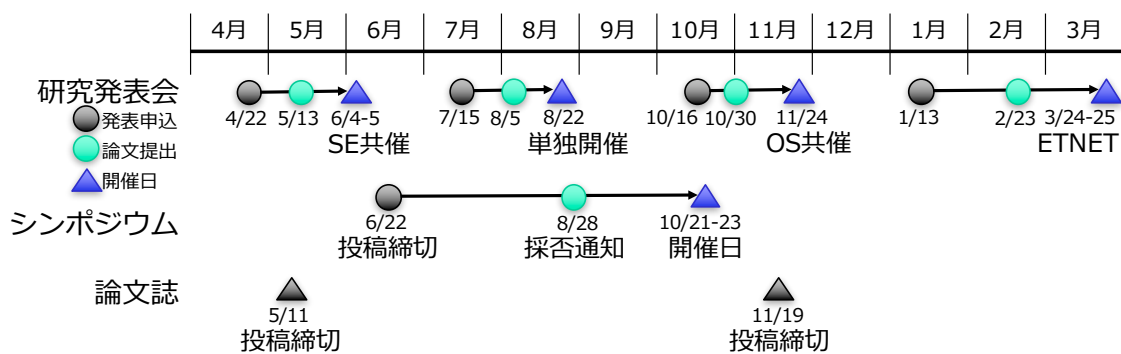 4月 5月 6月 7月 8月 9月 10月 11月 12月 1月 2月 3月
研究発表会
発表申込
論文提出
開催日
4/22 5/13 6/4-5
SE共催
7/15 8/5 8/22
単独開催
10/16 10/30 11/24
OS共催
1/13 2/23 3/24-25
ETNET
シンポジウム
6/22 8/28 10/21-23
投稿締切 採否通知 開催日
論文誌
5/11 11/19
投稿締切 投稿締切